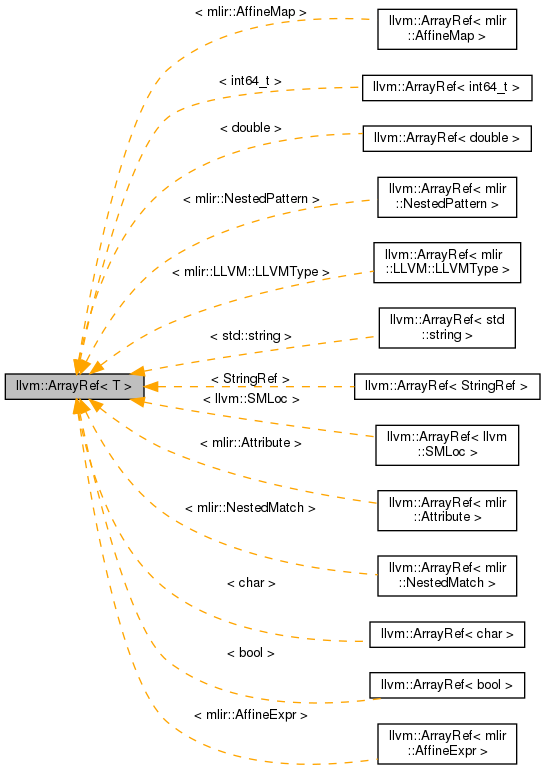 < mlir::AffineMap >
llvm::ArrayRef< mlir
::AffineMap >
< int64_t >
llvm::ArrayRef< int64_t >
< double >
llvm::ArrayRef< double >
< mlir::NestedPattern >
llvm::ArrayRef< mlir
::NestedPattern >
< mlir::LLVM::LLVMType >
llvm::ArrayRef< mlir
::LLVM::LLVMType >
< std::string >
llvm::ArrayRef< std
::string >
llvm::ArrayRef< T >
< StringRef >
llvm::ArrayRef< StringRef >
< llvm::SMLoc >
llvm::ArrayRef< llvm
::SMLoc >
< mlir::Attribute >
llvm::ArrayRef< mlir
::Attribute >
< mlir::NestedMatch >
llvm::ArrayRef< mlir
::NestedMatch >
< char >
llvm::ArrayRef< char >
< bool >
llvm::ArrayRef< bool >
< mlir::AffineExpr >
llvm::ArrayRef< mlir
::AffineExpr >